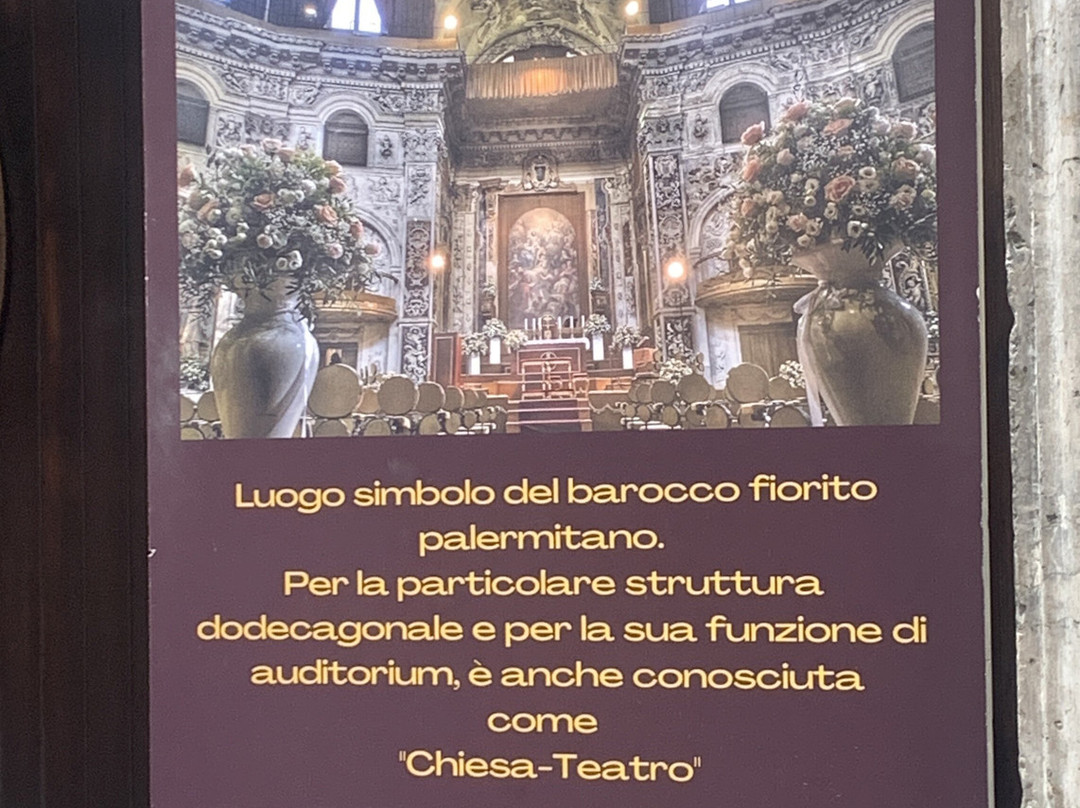 Luogo simbolo del barocco fiorito
palermitano.
Per la particolare struttura
dodecagonale e per la sua funzione di
auditorium, è anche conosciuta
come
"Chiesa-Teatro"